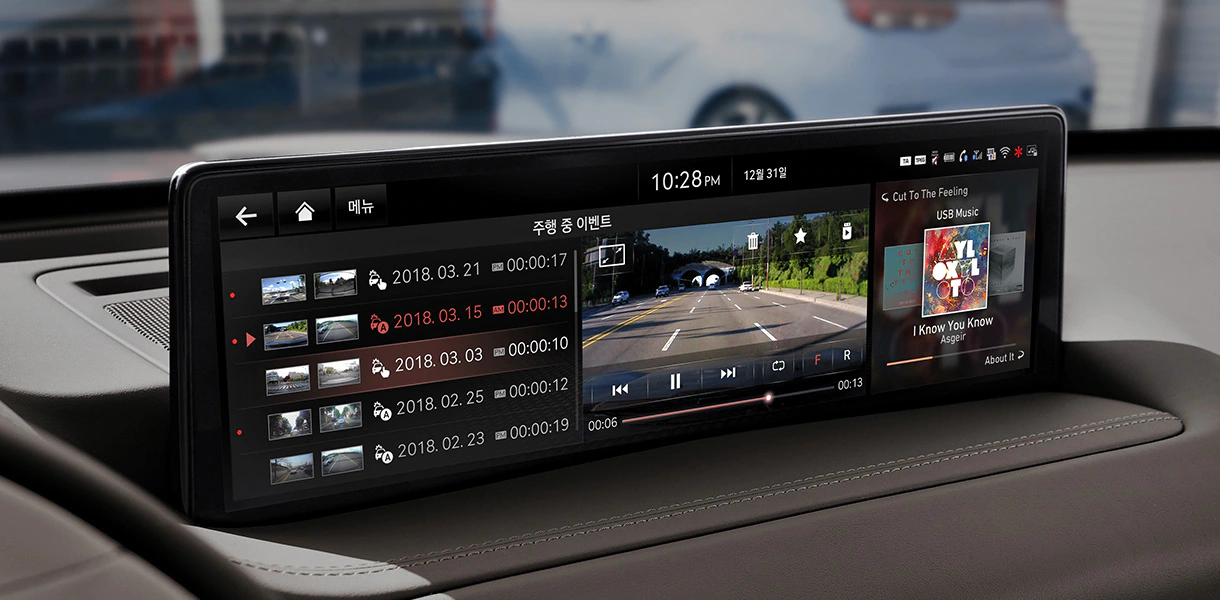 10:28 PM
12월 31일
TA
메뉴
주행 중 이벤트
2018. 03. 21 PM 00:00:17
2018. 03. 15 AM 00:00:13
2018. 03. 03 PM 00:00:10
2018. 02. 25 PM 00:00:12
2018. 02. 23 PM 00:00:19
F R
00:06
00:13
Cut To The Feeling
USB Music
I Know You Know
Asgeir
About It